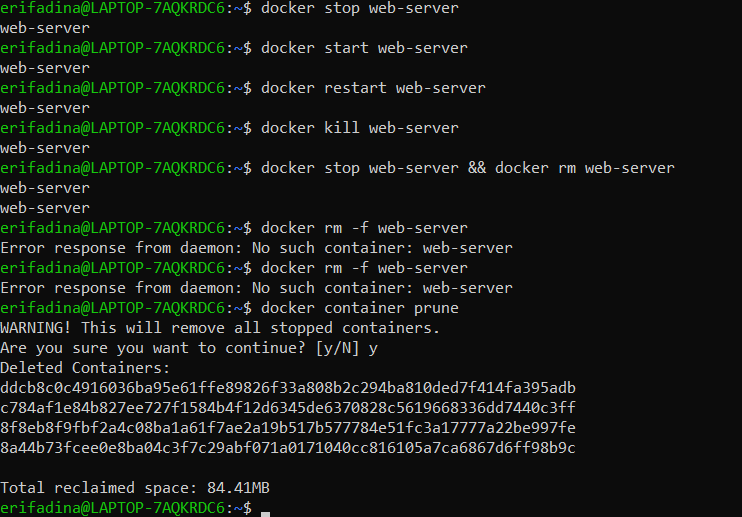 erifadina@LAPTOP-7AQKRDC6:~$ docker stop web-server
web-server
erifadina@LAPTOP-7AQKRDC6:~$ docker start web-server
web-server
erifadina@LAPTOP-7AQKRDC6:~$ docker restart web-server
web-server
erifadina@LAPTOP-7AQKRDC6:~$ docker kill web-server
web-server
erifadina@LAPTOP-7AQKRDC6:~$ docker stop web-server && docker rm web-server
web-server
web-server
erifadina@LAPTOP-7AQKRDC6:~$ docker rm -f web-server
Error response from daemon: No such container: web-server
erifadina@LAPTOP-7AQKRDC6:~$ docker rm -f web-server
Error response from daemon: No such container: web-server
erifadina@LAPTOP-7AQKRDC6:~$ docker container prune
WARNING! This will remove all stopped containers.
Are you sure you want to continue? [y/N] y
Deleted Containers:
ddcb8c0c4916036ba95e61ffe89826f33a808b2c294ba810ded7f414fa395adb
c784af1e84b827ee727f1584b4f12d6345de6370828c5619668336dd7440c3ff
8f8eb8f9fbf2a4c08ba1a61f7ae2a19b517b577784e51fc3a17777a22be997fe
8a44b73fcee0e8ba04c3f7c29abf071a0171040cc816105a7ca6867d6ff98b9c
Total reclaimed space: 84.41MB
erifadina@LAPTOP-7AQKRDC6:~$